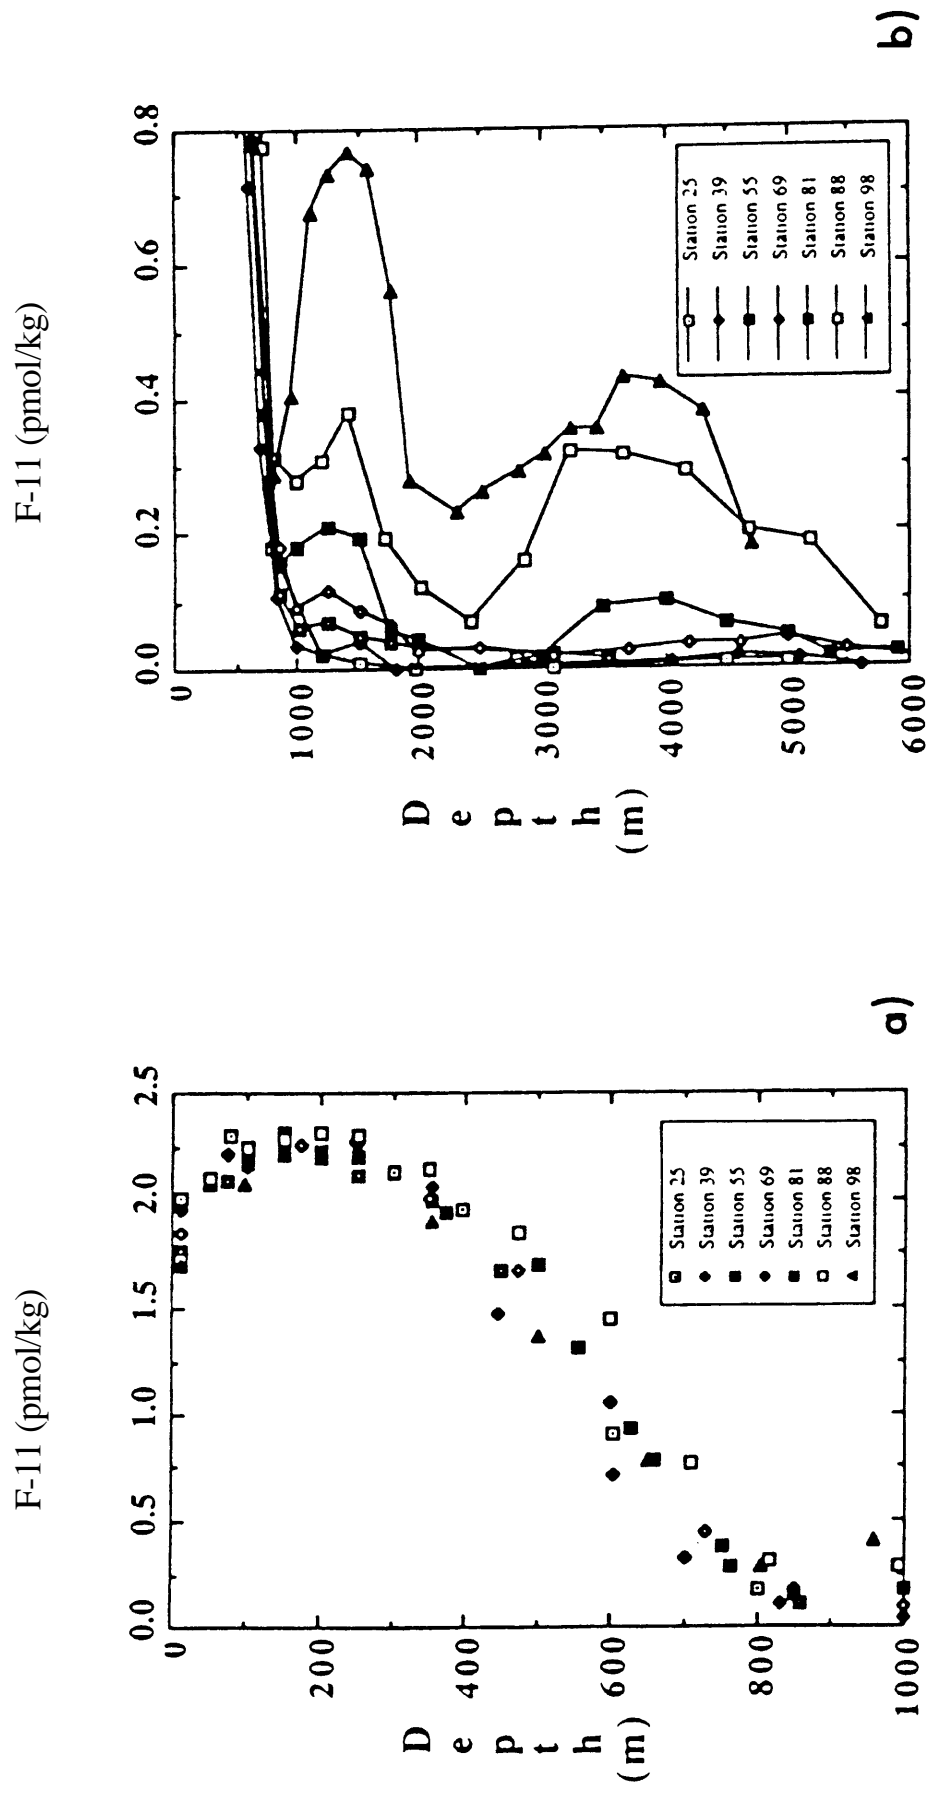 F-11 (pmol/kg)
0.0 0.5 1.0 1.5 2.0 2.5
0
200
400
600
800
1000
D e p t h (m)
Station 25
Station 39
Station 55
Station 69
Station 81
Station 88
Station 98
a)
F-11 (pmol/kg)
0.0 0.2 0.4 0.6 0.8
0
1000
2000
3000
4000
5000
6000
D e p t h (m)
Station 25
Station 39
Station 55
Station 69
Station 81
Station 88
Station 98
b)